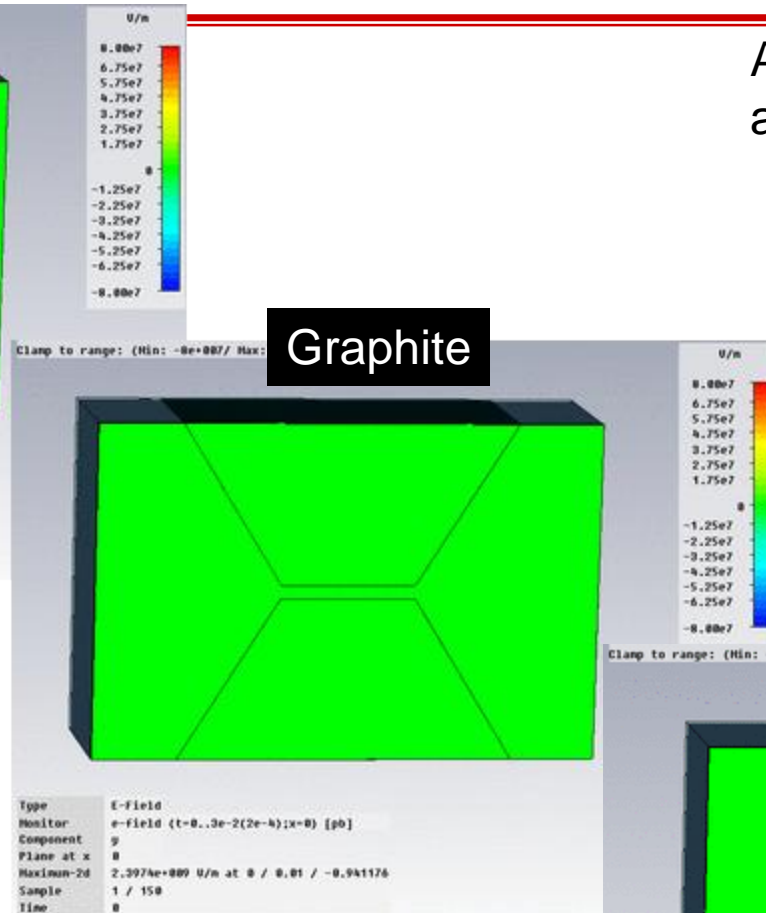 V/m
8.00e7
6.75e7
5.75e7
4.75e7
3.75e7
2.75e7
1.75e7
0
-1.25e7
-2.25e7
-3.25e7
-4.25e7
-5.25e7
-6.25e7
-8.00e7
A
a
Clamp to range: (Min: -8e+007/ Max:
Graphite
V/m
8.00e7
6.75e7
5.75e7
4.75e7
3.75e7
2.75e7
1.75e7
0
-1.25e7
-2.25e7
-3.25e7
-4.25e7
-5.25e7
-6.25e7
-8.00e7
Clamp to range: (Min:
Type E-Field
Monitor e-field (t=0..3e-2(2e-4);x=0) [pb]
Component y
Plane at x 0
Maximum-2d 2.3974e+009 V/m at 0 / 0.01 / -0.941176
Sample 1 / 150
Time 0